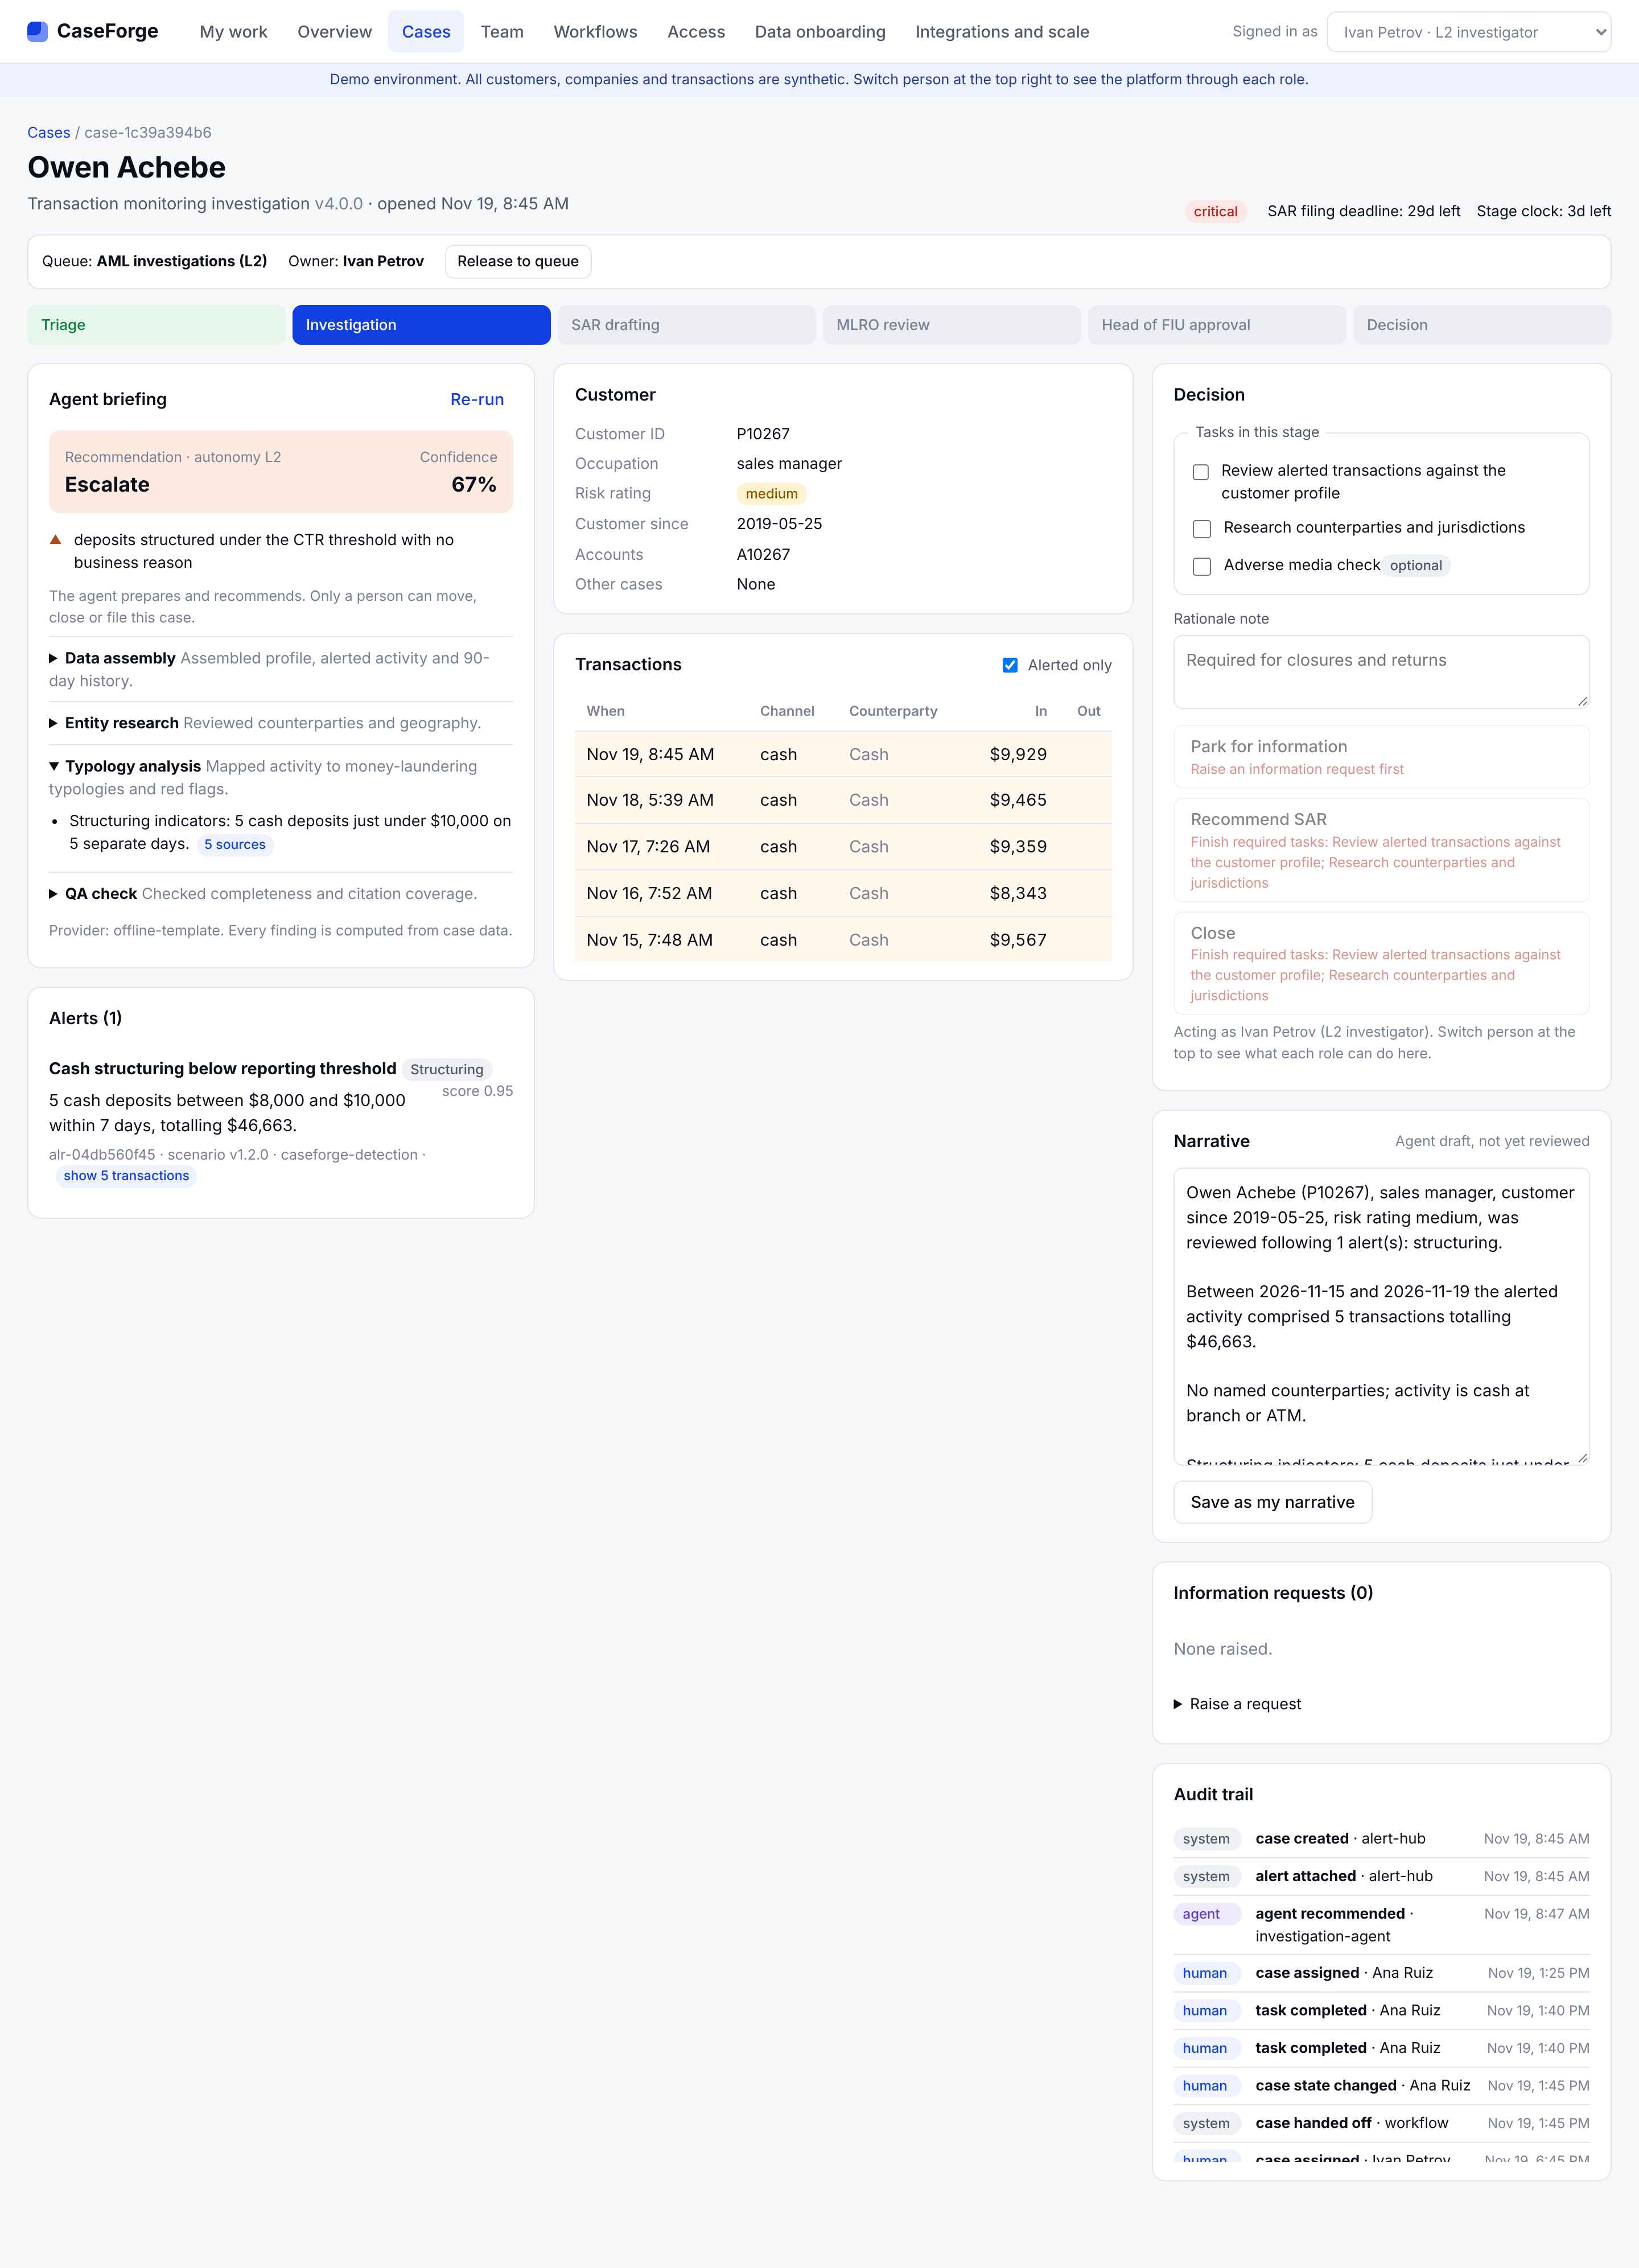 CaseForge
My work
Overview
Cases
Team
Workflows
Access
Data onboarding
Integrations and scale
Signed in as
Ivan Petrov · L2 investigator
Demo environment. All customers, companies and transactions are synthetic. Switch person at the top right to see the platform through each role.
Cases / case-1c39a394b6
Owen Achebe
Transaction monitoring investigation v4.0.0 · opened Nov 19, 8:45 AM
critical
SAR filing deadline: 29d left
Stage clock: 3d left
Queue: AML investigations (L2)
Owner: Ivan Petrov
Release to queue
Triage
Investigation
SAR drafting
MLRO review
Head of FIU approval
Decision
Agent briefing
Re-run
Recommendation · autonomy L2
Confidence
Escalate
67%
deposits structured under the CTR threshold with no
business reason
The agent prepares and recommends. Only a person can move,
close or file this case.
Data assembly Assembled profile, alerted activity and 90-
day history.
Entity research Reviewed counterparties and geography.
Typology analysis Mapped activity to money-laundering
typologies and red flags.
• Structuring indicators: 5 cash deposits just under $10,000 on
5 separate days. 5 sources
QA check Checked completeness and citation coverage.
Provider: offline-template. Every finding is computed from case data.
Alerts (1)
Cash structuring below reporting threshold Structuring
score 0.95
5 cash deposits between $8,000 and $10,000
within 7 days, totalling $46,663.
alr-04db560f45 · scenario v1.2.0 · caseforge-detection ·
show 5 transactions
Customer
Customer ID P10267
Occupation sales manager
Risk rating medium
Customer since 2019-05-25
Accounts A10267
Other cases None
Transactions
Alerted only
When Channel Counterparty In Out
Nov 19, 8:45 AM cash Cash $9,929
Nov 18, 5:39 AM cash Cash $9,465
Nov 17, 7:26 AM cash Cash $9,359
Nov 16, 7:52 AM cash Cash $8,343
Nov 15, 7:48 AM cash Cash $9,567
Decision
Tasks in this stage
Review alerted transactions against the
customer profile
Research counterparties and jurisdictions
Adverse media check optional
Rationale note
Required for closures and returns
Park for information
Raise an information request first
Recommend SAR
Finish required tasks: Review alerted transactions against
the customer profile; Research counterparties and
jurisdictions
Close
Finish required tasks: Review alerted transactions against
the customer profile; Research counterparties and
jurisdictions
Acting as Ivan Petrov (L2 investigator). Switch person at the
top to see what each role can do here.
Narrative
Agent draft, not yet reviewed
Owen Achebe (P10267), sales manager, customer
since 2019-05-25, risk rating medium, was
reviewed following 1 alert(s): structuring.
Between 2026-11-15 and 2026-11-19 the alerted
activity comprised 5 transactions totalling
$46,663.
No named counterparties; activity is cash at
branch or ATM.
Structuring indicators: 5 cash deposits just under
Save as my narrative
Information requests (0)
None raised.
Raise a request
Audit trail
system case created · alert-hub Nov 19, 8:45 AM
system alert attached · alert-hub Nov 19, 8:45 AM
agent agent recommended · Nov 19, 8:47 AM
investigation-agent
human case assigned · Ana Ruiz Nov 19, 1:25 PM
human task completed · Ana Ruiz Nov 19, 1:40 PM
human task completed · Ana Ruiz Nov 19, 1:40 PM
human case state changed · Ana Ruiz Nov 19, 1:45 PM
system case handed off · workflow Nov 19, 1:45 PM
human case assigned · Ivan Petrov Nov 19, 6:45 PM